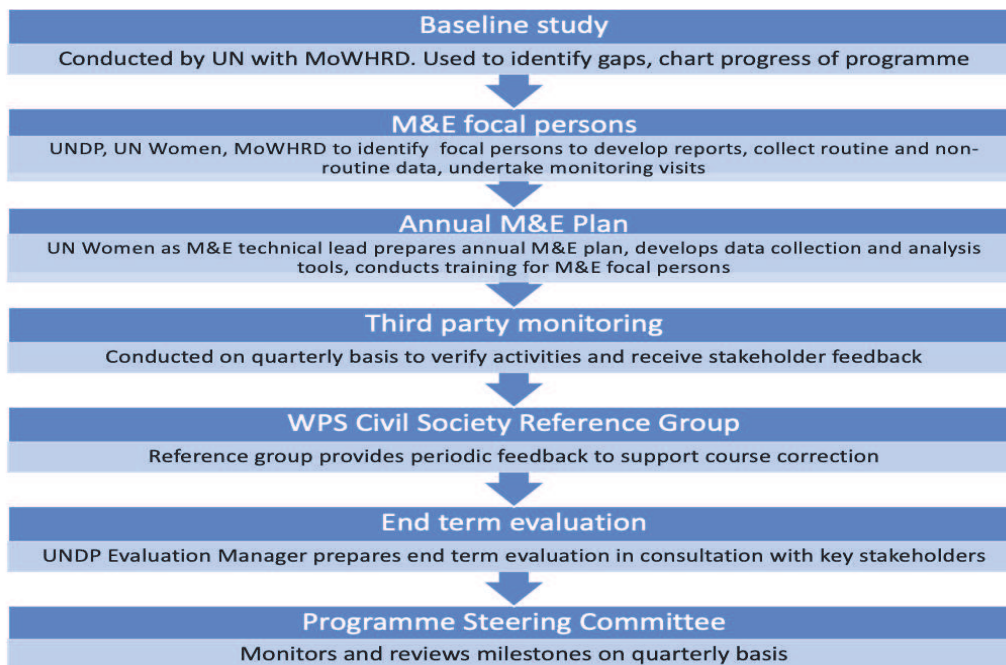 Baseline study
Conducted by UN with MoWHRD. Used to identify gaps, chart progress of programme
M&E focal persons
UNDP, UN Women, MoWHRD to identify focal persons to develop reports, collect routine and non-
routine data, undertake monitoring visits
Annual M&E Plan
UN Women as M&E technical lead prepares annual M&E plan, develops data collection and analysis
tools, conducts training for M&E focal persons
Third party monitoring
Conducted on quarterly basis to verify activities and receive stakeholder feedback
WPS Civil Society Reference Group
Reference group provides periodic feedback to support course correction
End term evaluation
UNDP Evaluation Manager prepares end term evaluation in consultation with key stakeholders
Programme Steering Committee
Monitors and reviews milestones on quarterly basis